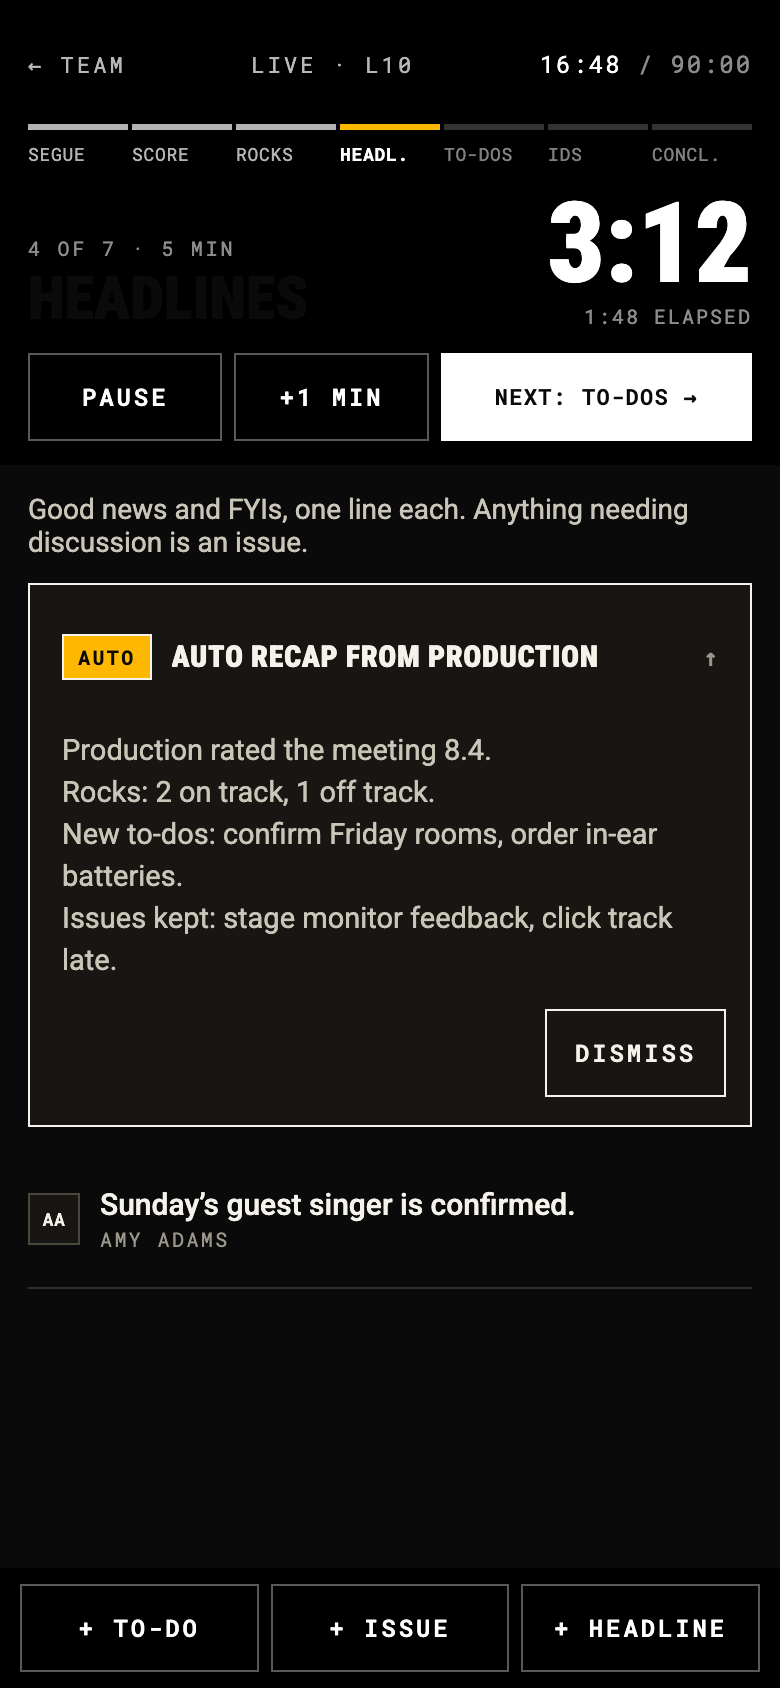 ← TEAM
LIVE · L10
16:48 / 90:00
SEGUE
SCORE
ROCKS
HEADL.
TO-DOS
IDS
CONCL.
4 OF 7 · 5 MIN
HEADLINES
3:12
1:48 ELAPSED
PAUSE
+1 MIN
NEXT: TO-DOS →
Good news and FYIs, one line each. Anything needing
discussion is an issue.
AUTO
AUTO RECAP FROM PRODUCTION
↑
Production rated the meeting 8.4.
Rocks: 2 on track, 1 off track.
New to-dos: confirm Friday rooms, order in-ear
batteries.
Issues kept: stage monitor feedback, click track
late.
DISMISS
AA
Sunday’s guest singer is confirmed.
AMY ADAMS
+ TO-DO
+ ISSUE
+ HEADLINE